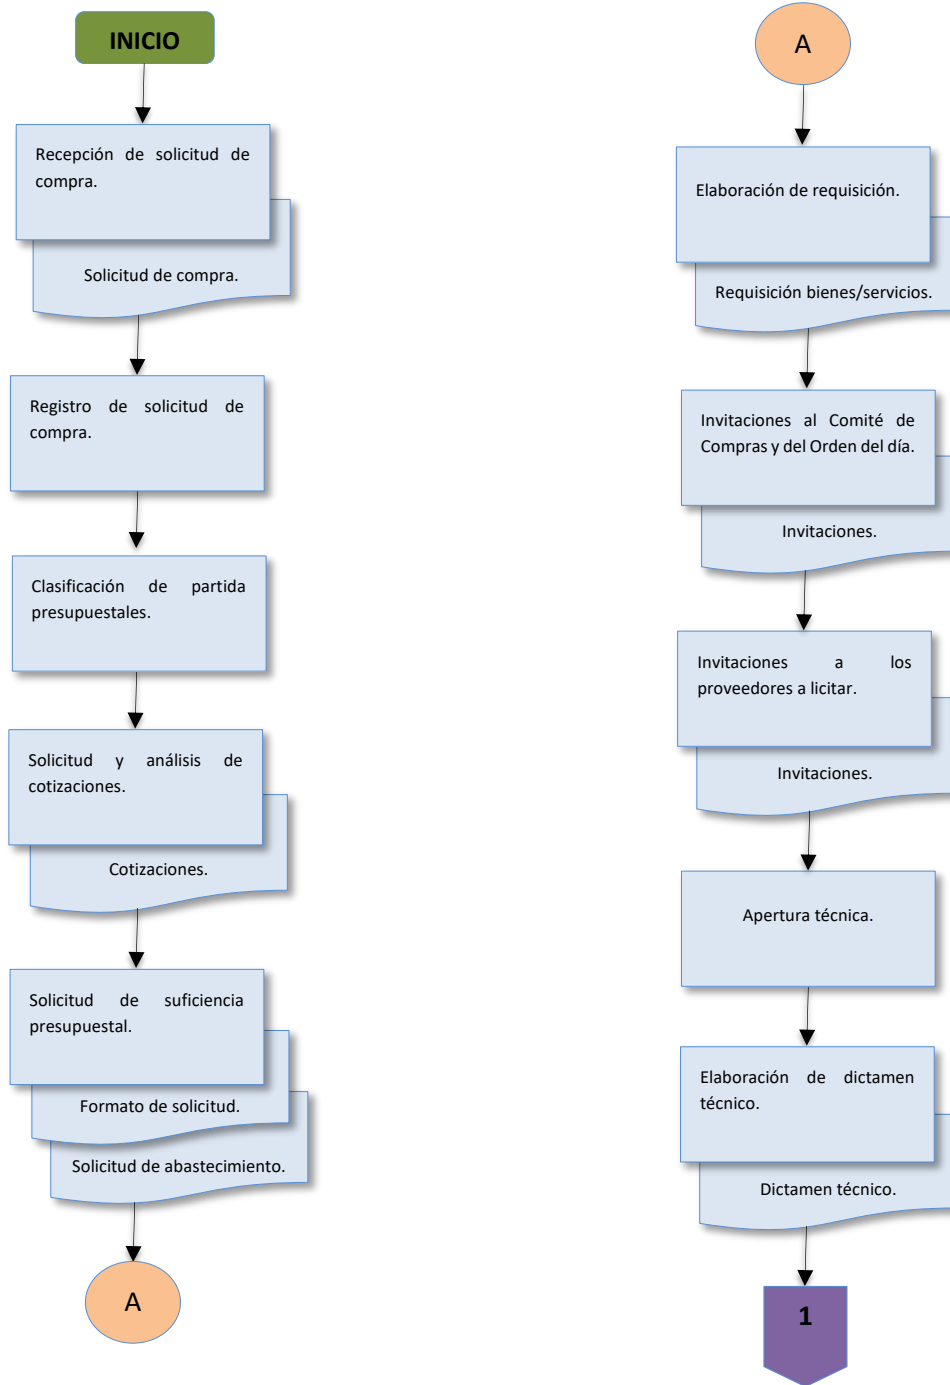 INICIO
Recepción de solicitud de
compra.
Solicitud de compra.
Registro de solicitud de
compra.
Clasificación de partida
presupuestales.
Solicitud y análisis de
cotizaciones.
Cotizaciones.
Solicitud de suficiencia
presupuestal.
Formato de solicitud.
Solicitud de abastecimiento.
A
A
Elaboración de requisición.
Requisición bienes/servicios.
Invitaciones al Comité de
Compras y del Orden del día.
Invitaciones.
Invitaciones a los
proveedores a licitar.
Invitaciones.
Apertura técnica.
Elaboración de dictamen
técnico.
Dictamen técnico.
1